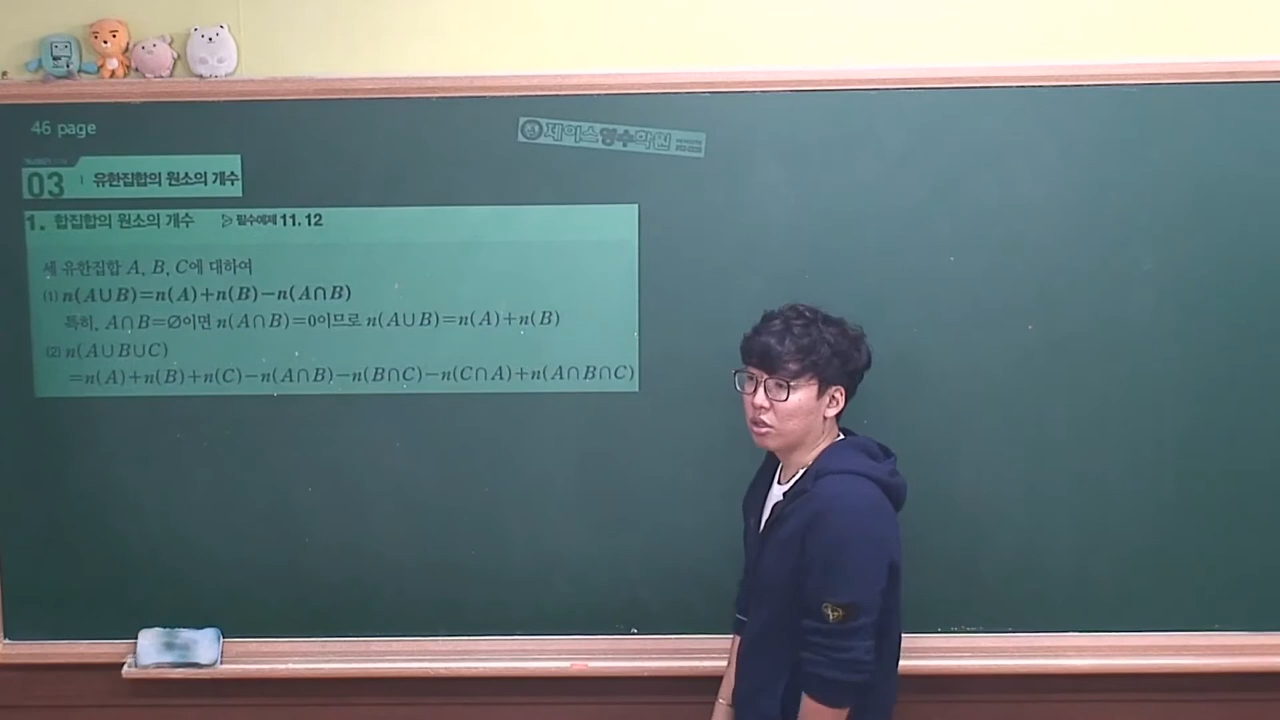 46 page
제이스영수학원
03 유한집합의 원소의 개수
1. 합집합의 원소의 개수 ▷ 필수예제 11, 12
세 유한집합 A, B, C에 대하여
(1) n(A∪B)=n(A)+n(B)−n(A∩B)
특히, A∩B=∅이면 n(A∩B)=0이므로 n(A∪B)=n(A)+n(B)
(2) n(A∪B∪C)
=n(A)+n(B)+n(C)−n(A∩B)−n(B∩C)−n(C∩A)+n(A∩B∩C)